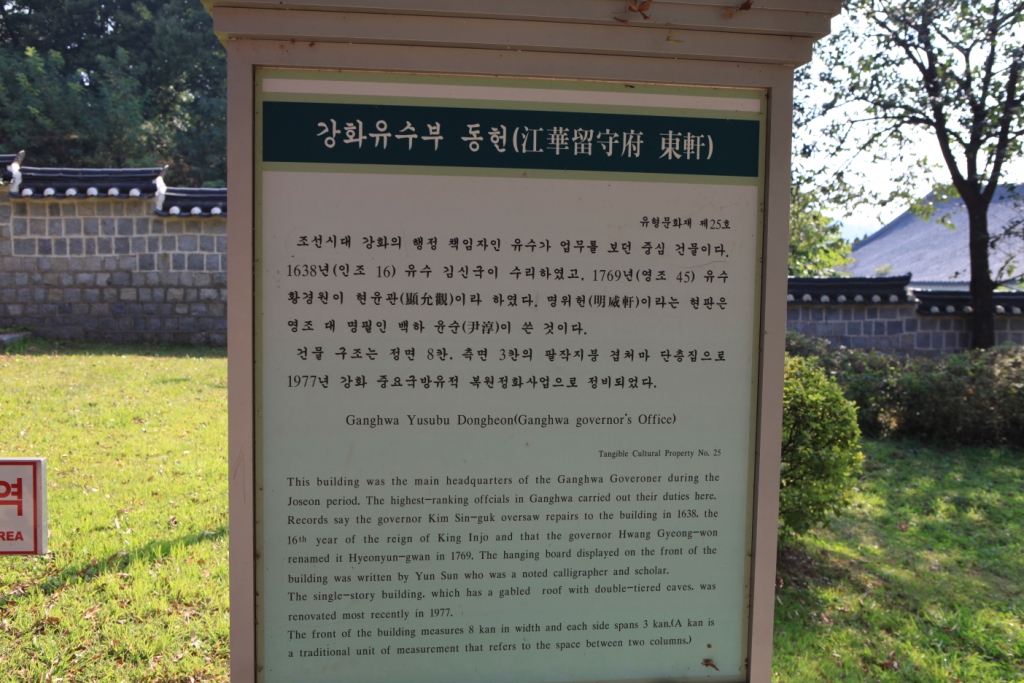 강화유수부 동헌(江華留守府 東軒)
유형문화재 제25호
조선시대 강화의 행정 책임자인 유수가 업무를 보던 중심 건물이다.
1638년(인조 16) 유수 김신국이 수리하였고, 1769년(영조 45) 유수
황경원이 현윤관(顯允觀)이라 하였다. 명위헌(明威軒)이라는 현판은
영조 대 명필인 백하 윤순(尹淳)이 쓴 것이다.
건물 구조는 정면 8칸, 측면 3칸의 팔작지붕 겹처마 단층집으로
1977년 강화 중요국방유적 복원정화사업으로 정비되었다.
Ganghwa Yusubu Dongheon(Ganghwa governor's Office)
Tangible Cultural Property No. 25
This building was the main headquarters of the Ganghwa Goveroner during the
Joseon period. The highest-ranking offcials in Ganghwa carried out their duties here.
Records say the governor Kim Sin-guk oversaw repairs to the building in 1638, the
16th year of the reign of King Injo and that the governor Hwang Gyeong-won
renamed it Hyeonyun-gwan in 1769. The hanging board displayed on the front of the
building was written by Yun Sun who was a noted calligrapher and scholar.
The single-story building, which has a gabled roof with double-tiered eaves, was
renovated most recently in 1977.
The front of the building measures 8 kan in width and each side spans 3 kan.(A kan is
a traditional unit of measurement that refers to the space between two columns.)
역
REA